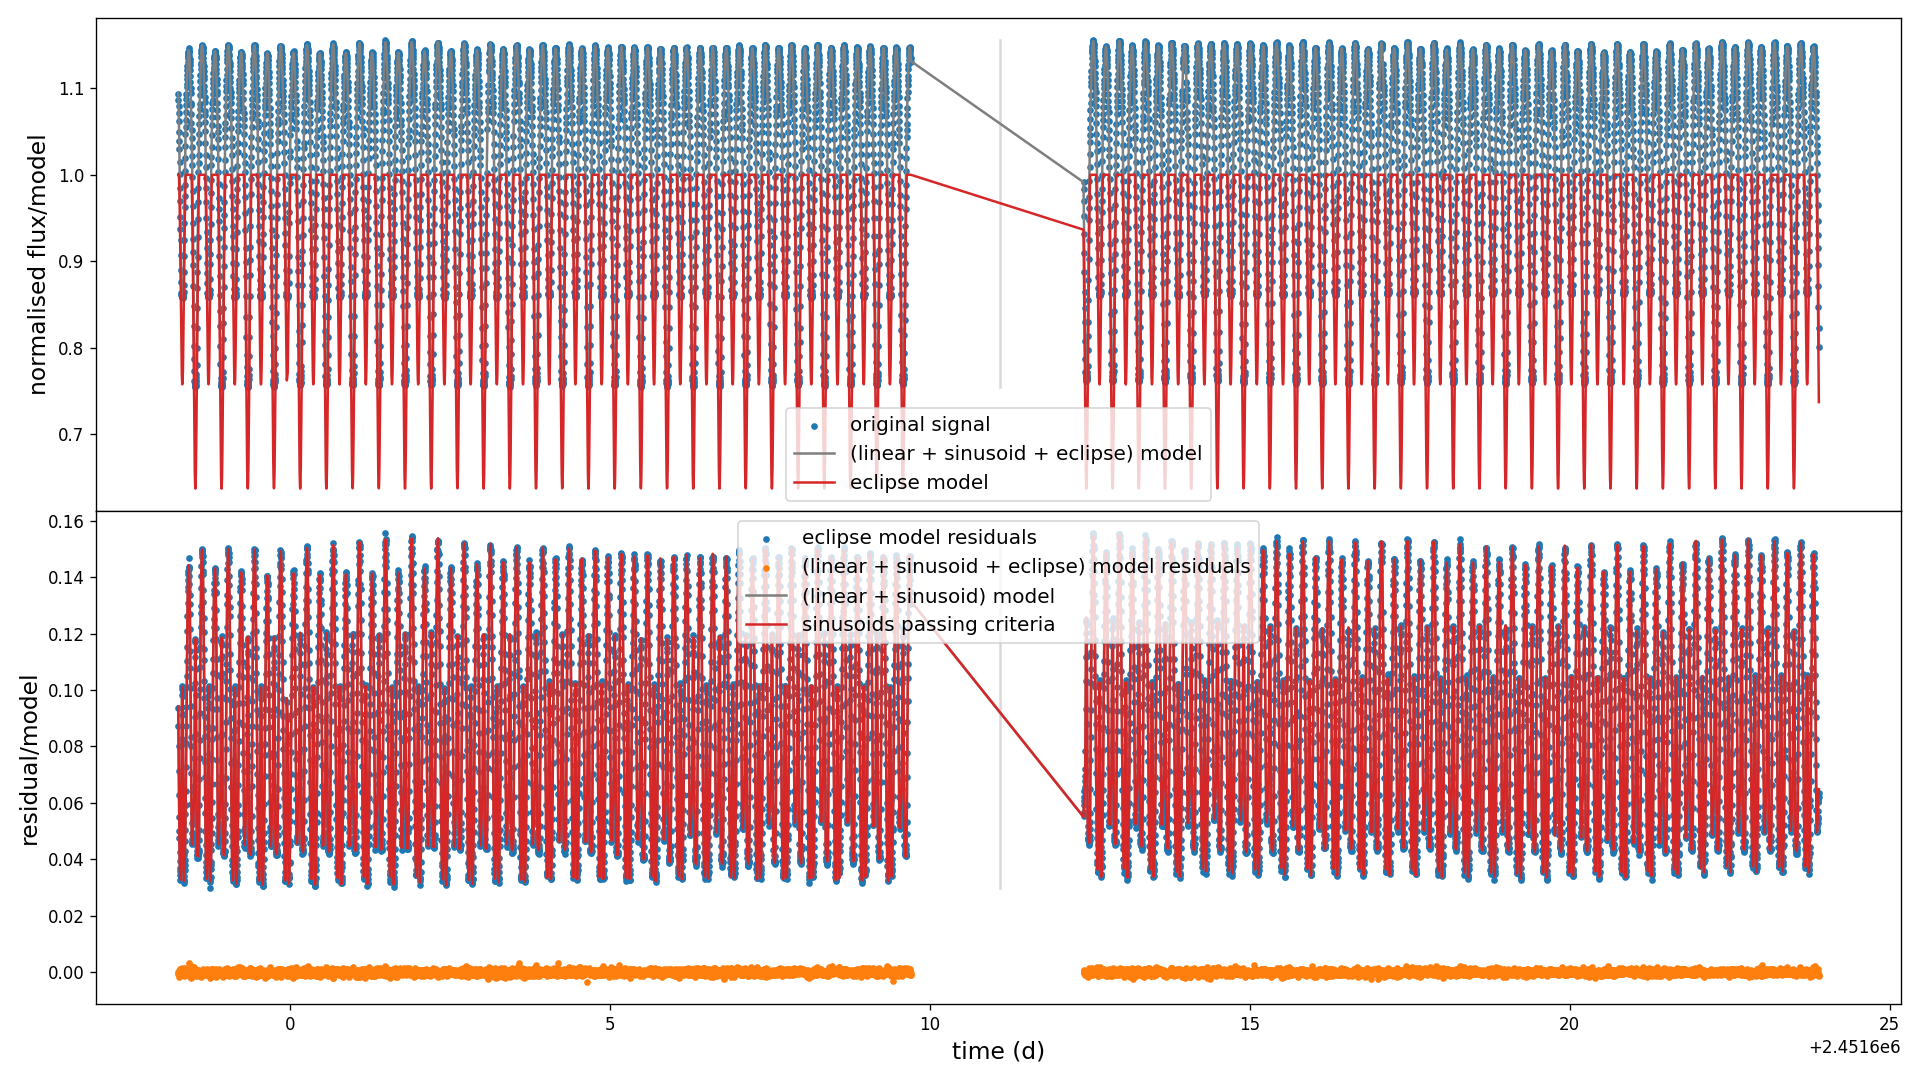 normalised flux/model
1.1
1.0
0.9
0.8
0.7
original signal
(linear + sinusoid + eclipse) model
eclipse model
residual/model
0.16
0.14
0.12
0.10
0.08
0.06
0.04
0.02
0.00
eclipse model residuals
(linear + sinusoid + eclipse) model residuals
(linear + sinusoid) model
sinusoids passing criteria
0
5
10
15
20
25
time (d)
+2.4516e6